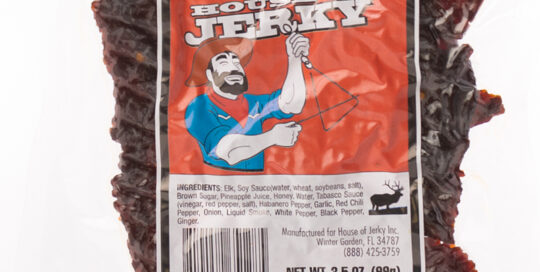 HOUSE OF
JERKY
INGREDIENTS: Elk, Soy Sauce(water, wheat, soybeans, salt),
Brown Sugar, Pineapple Juice, Honey, Water, Tabasco Sauce
(vinegar, red pepper, salt), Habanero Pepper, Garlic, Red Chili
Pepper, Onion, Liquid Smoke, White Pepper, Black Pepper,
Ginger.
Manufactured for House of Jerky Inc.
Winter Garden, FL 34787
(888) 425-3759
NET WT. 3.5 OZ. (99g)